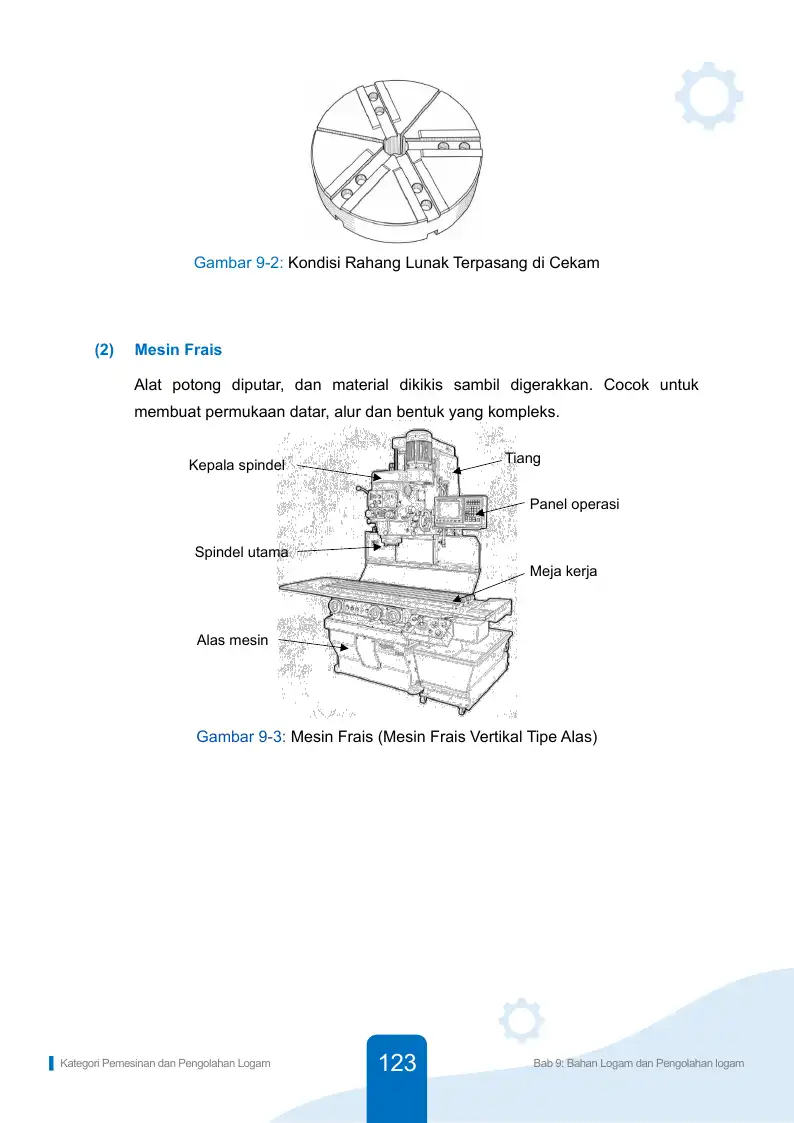 Gambar 9-2: Kondisi Rahang Lunak Terpasang di Cekam
(2) Mesin Frais
Alat potong diputar, dan material dikikis sambil digerakkan. Cocok untuk
membuat permukaan datar, alur dan bentuk yang kompleks.
Kepala spindel
Tiang
Panel operasi
Spindel utama
Meja kerja
Alas mesin
Gambar 9-3: Mesin Frais (Mesin Frais Vertikal Tipe Alas)
Kategori Pemesinan dan Pengolahan Logam
123
Bab 9: Bahan Logam dan Pengolahan logam